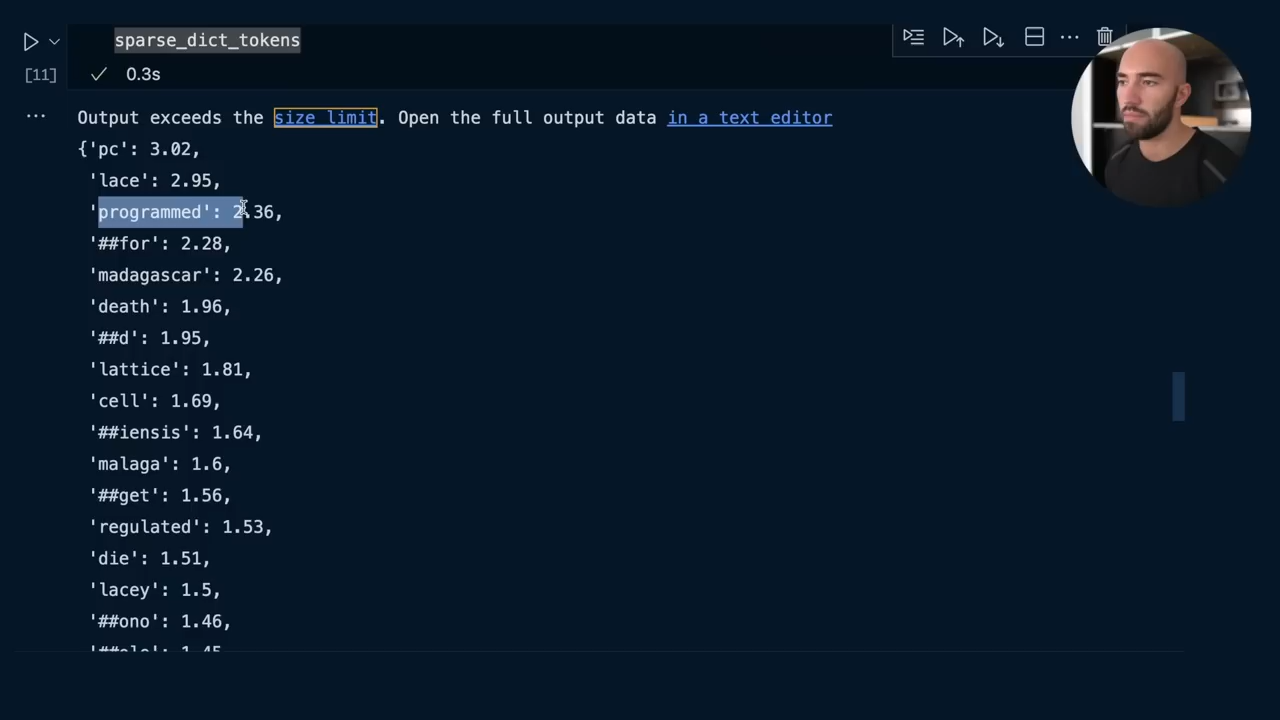 sparse_dict_tokens
[11]
0.3s
Output exceeds the size limit. Open the full output data in a text editor
{'pc': 3.02,
'lace': 2.95,
'programmed': 2.36,
'##for': 2.28,
'madagascar': 2.26,
'death': 1.96,
'##d': 1.95,
'lattice': 1.81,
'cell': 1.69,
'##iensis': 1.64,
'malaga': 1.6,
'##get': 1.56,
'regulated': 1.53,
'die': 1.51,
'lacey': 1.5,
'##ono': 1.46,